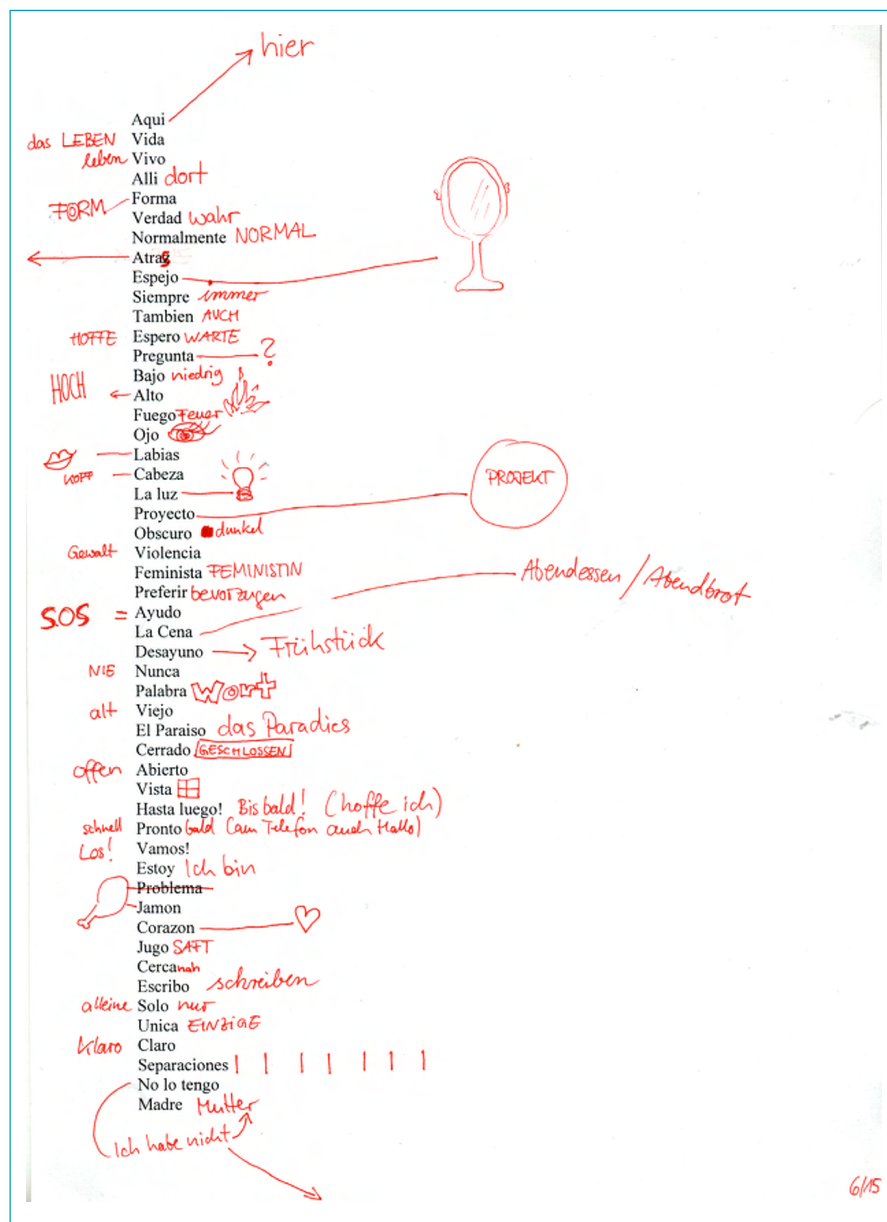 hier
Aqui
das LEBEN Vida
leben Vivo
Alli dort
FORM Forma
Verdad wahr
Normalmente NORMAL
Atras
Espejo
Siempre immer
Tambien AUCH
HOFFE Espero WARTE
Pregunta ?
Bajo niedrig
HOCH Alto
Fuego Feuer
Ojo
Labias
KOPF Cabeza
La luz
Proyecto PROJEKT
Obscuro dunkel
Gewalt Violencia
Feminista FEMINISTIN
Preferir bevorzugen
SOS = Ayudo
La Cena Abendessen / Abendbrot
Desayuno Frühstück
NIE Nunca
Palabra Wort
alt Viejo
El Paraiso das Paradies
Cerrado GESCHLOSSEN
offen Abierto
Vista
Hasta luego! Bis bald! (hoffe ich)
schnell Pronto bald (am Telefon auch Hallo)
Los! Vamos!
Estoy Ich bin
Problema
Jamon
Corazon
Jugo SAFT
Cerca nah
Escribo schreiben
alleine Solo nur
Unica EINZIGE
Klaro Claro
Separaciones | | | | | | |
No lo tengo
Madre Mutter
Ich habe nicht
6/15